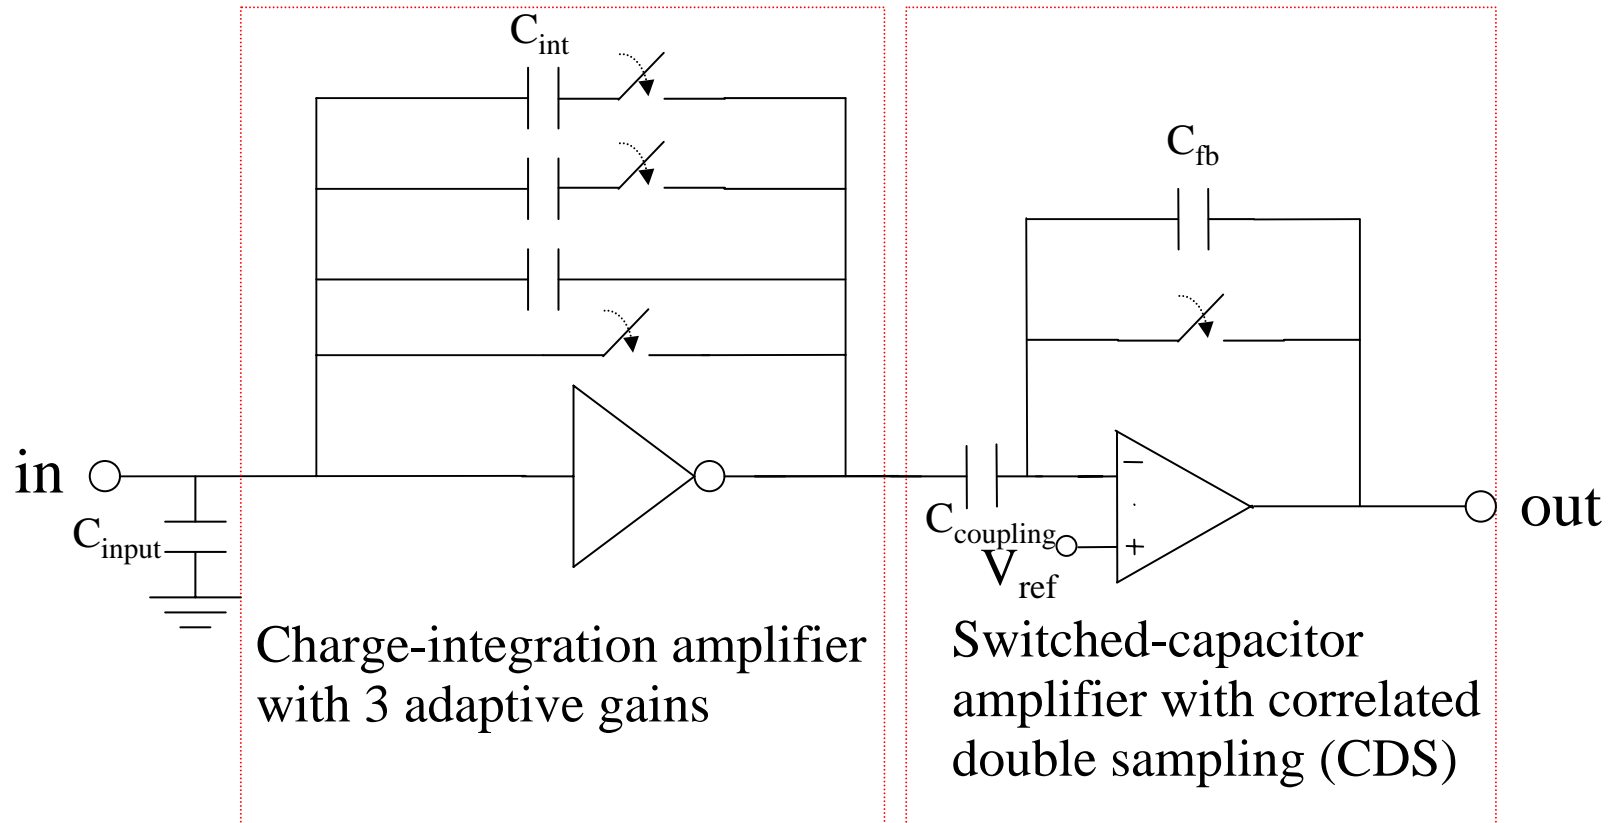 C_int
C_fb
in
out
C_input
C_coupling
−
+
V_ref
Charge-integration amplifier
with 3 adaptive gains
Switched-capacitor
amplifier with correlated
double sampling (CDS)